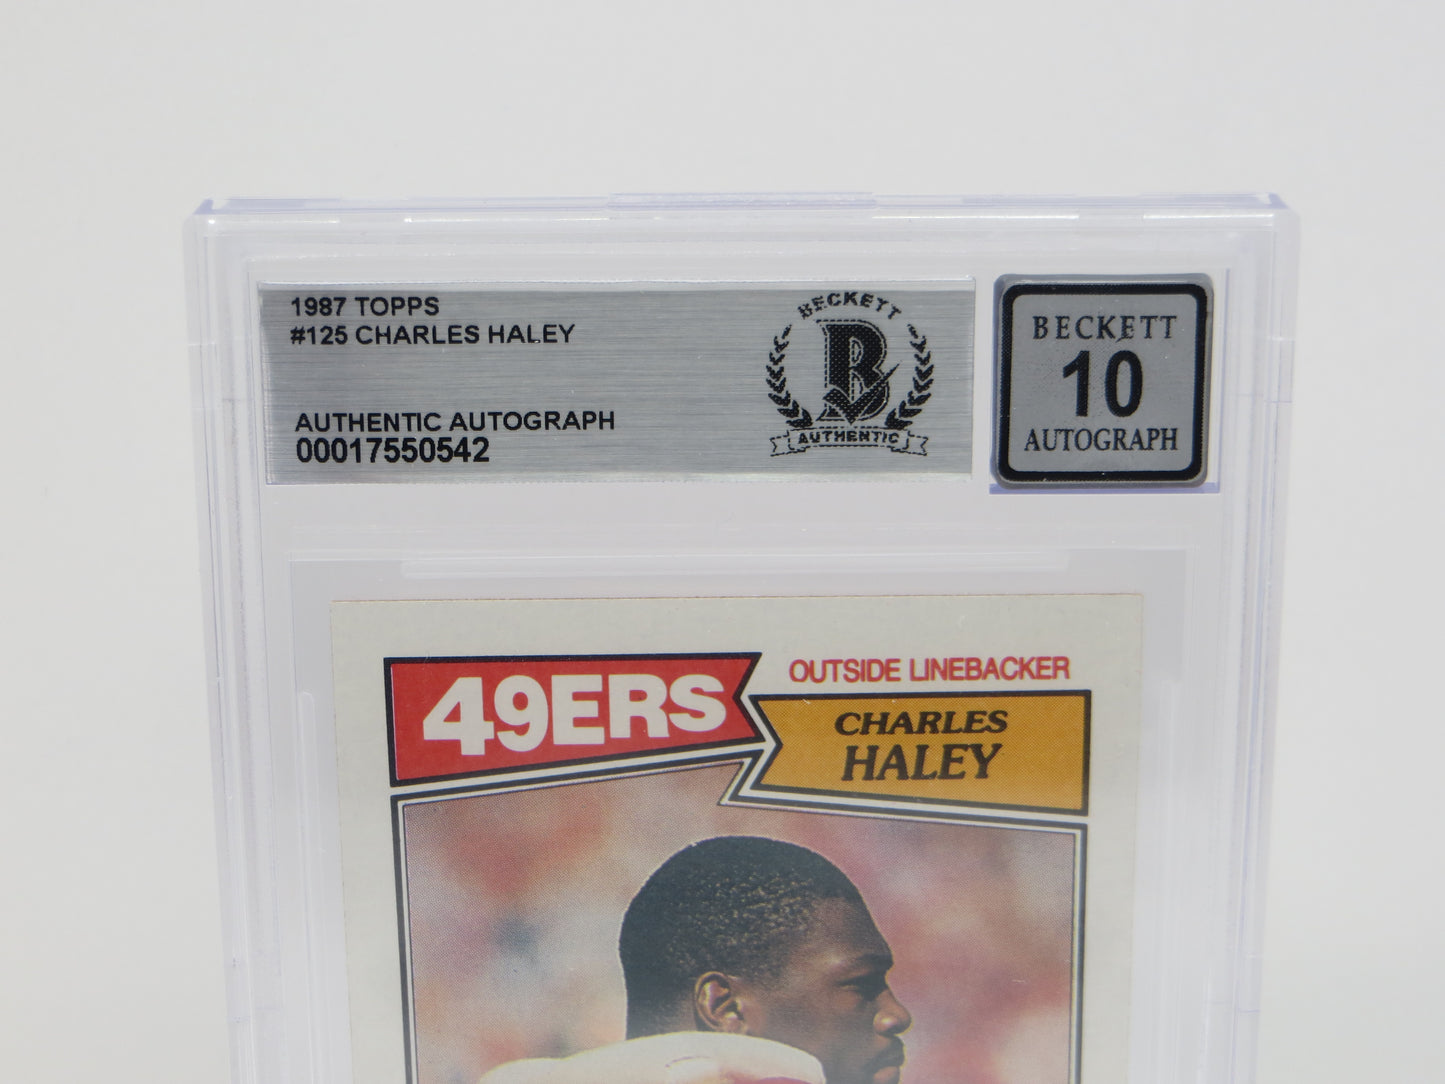 1987 TOPPS
#125 CHARLES HALEY
AUTHENTIC AUTOGRAPH
00017550542
BECKETT
B
AUTHENTIC
BECKETT
10
AUTOGRAPH
49ERS
OUTSIDE LINEBACKER
CHARLES
HALEY